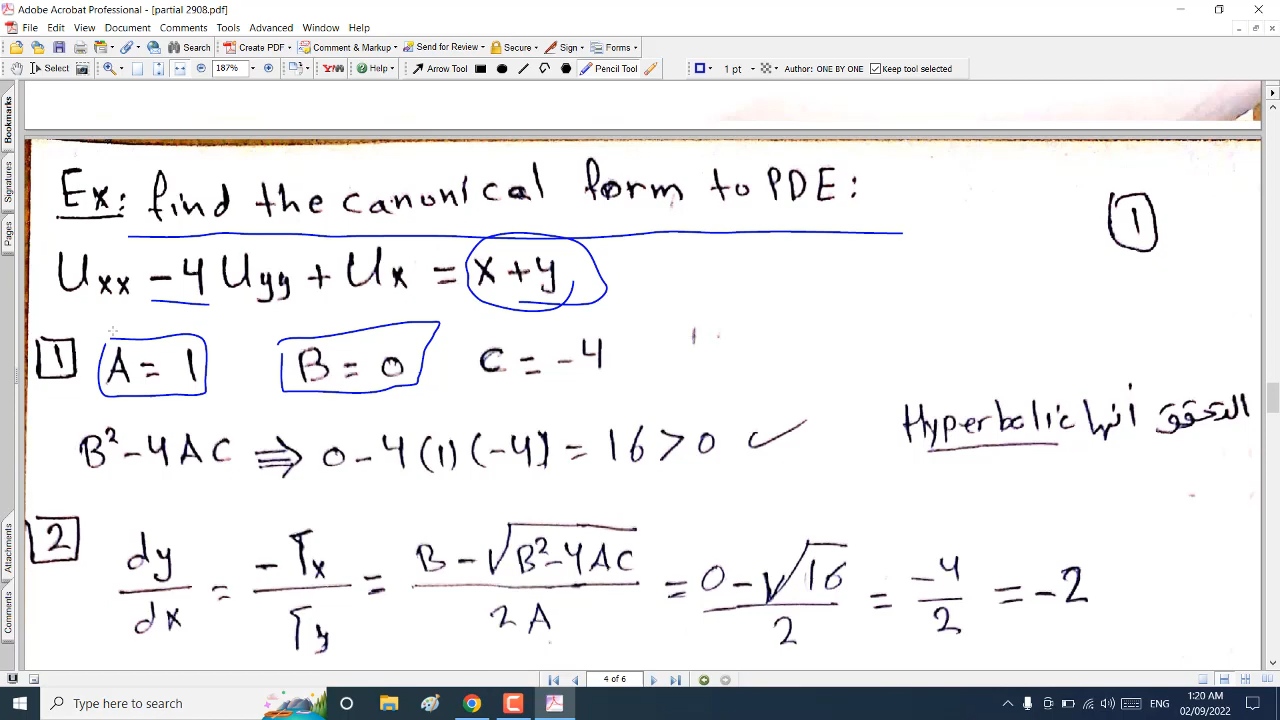 Adobe Acrobat Professional - [partial 2908.pdf]
File Edit View Document Comments Tools Advanced Window Help
Search Create PDF Comment & Markup Send for Review Secure Sign Forms
Select 187% Help Arrow Tool Pencil Tool 1 pt Author: ONE BY ONE Keep tool selected
Bookmarks
Signatures
Pages
Attachments
Comments
Ex: find the canonical form to PDE:
1
Uxx - 4 Uyy + Ux = x + y
1 A = 1 B = 0 C = -4
B² - 4AC ⇒ 0 - 4(1)(-4) = 16 > 0 ✓
التحقق أنها Hyperbolic
2 dy/dx = -Tx/Ty = (B - √(B² - 4AC))/2A = (0 - √16)/2 = -4/2 = -2
4 of 6
Type here to search
ENG
1:20 AM
02/09/2022